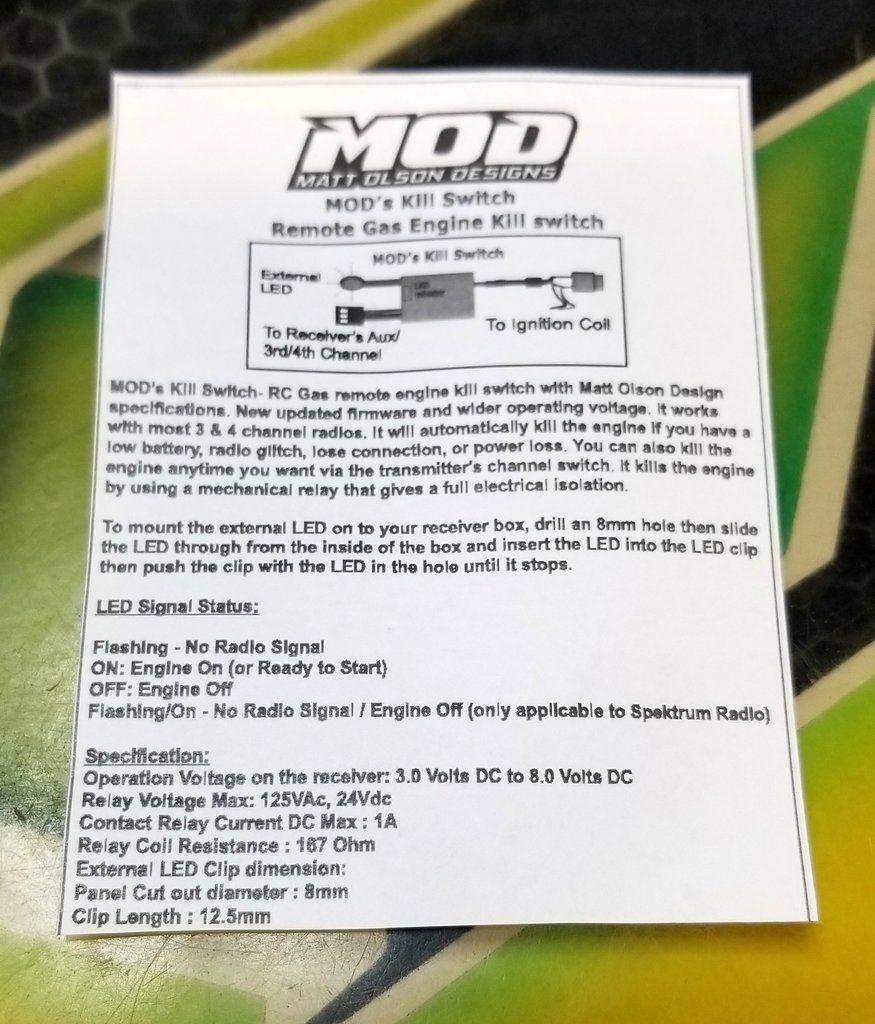 MOD
MATT OLSON DESIGNS
MOD's Kill Switch
Remote Gas Engine Kill switch
MOD's Kill Switch
External
LED
LED
Indicator
To Receiver's Aux/
3rd/4th Channel
To Ignition Coil
MOD's Kill Switch- RC Gas remote engine kill switch with Matt Olson Design
specifications. New updated firmware and wider operating voltage. It works
with most 3 & 4 channel radios. It will automatically kill the engine if you have a
low battery, radio glitch, lose connection, or power loss. You can also kill the
engine anytime you want via the transmitter's channel switch. It kills the engine
by using a mechanical relay that gives a full electrical isolation.
To mount the external LED on to your receiver box, drill an 8mm hole then slide
the LED through from the inside of the box and insert the LED into the LED clip
then push the clip with the LED in the hole until it stops.
LED Signal Status:
Flashing - No Radio Signal
ON: Engine On (or Ready to Start)
OFF: Engine Off
Flashing/On - No Radio Signal / Engine Off (only applicable to Spektrum Radio)
Specification:
Operation Voltage on the receiver: 3.0 Volts DC to 8.0 Volts DC
Relay Voltage Max: 125VAc, 24Vdc
Contact Relay Current DC Max : 1A
Relay Coil Resistance : 167 Ohm
External LED Clip dimension:
Panel Cut out diameter : 8mm
Clip Length : 12.5mm